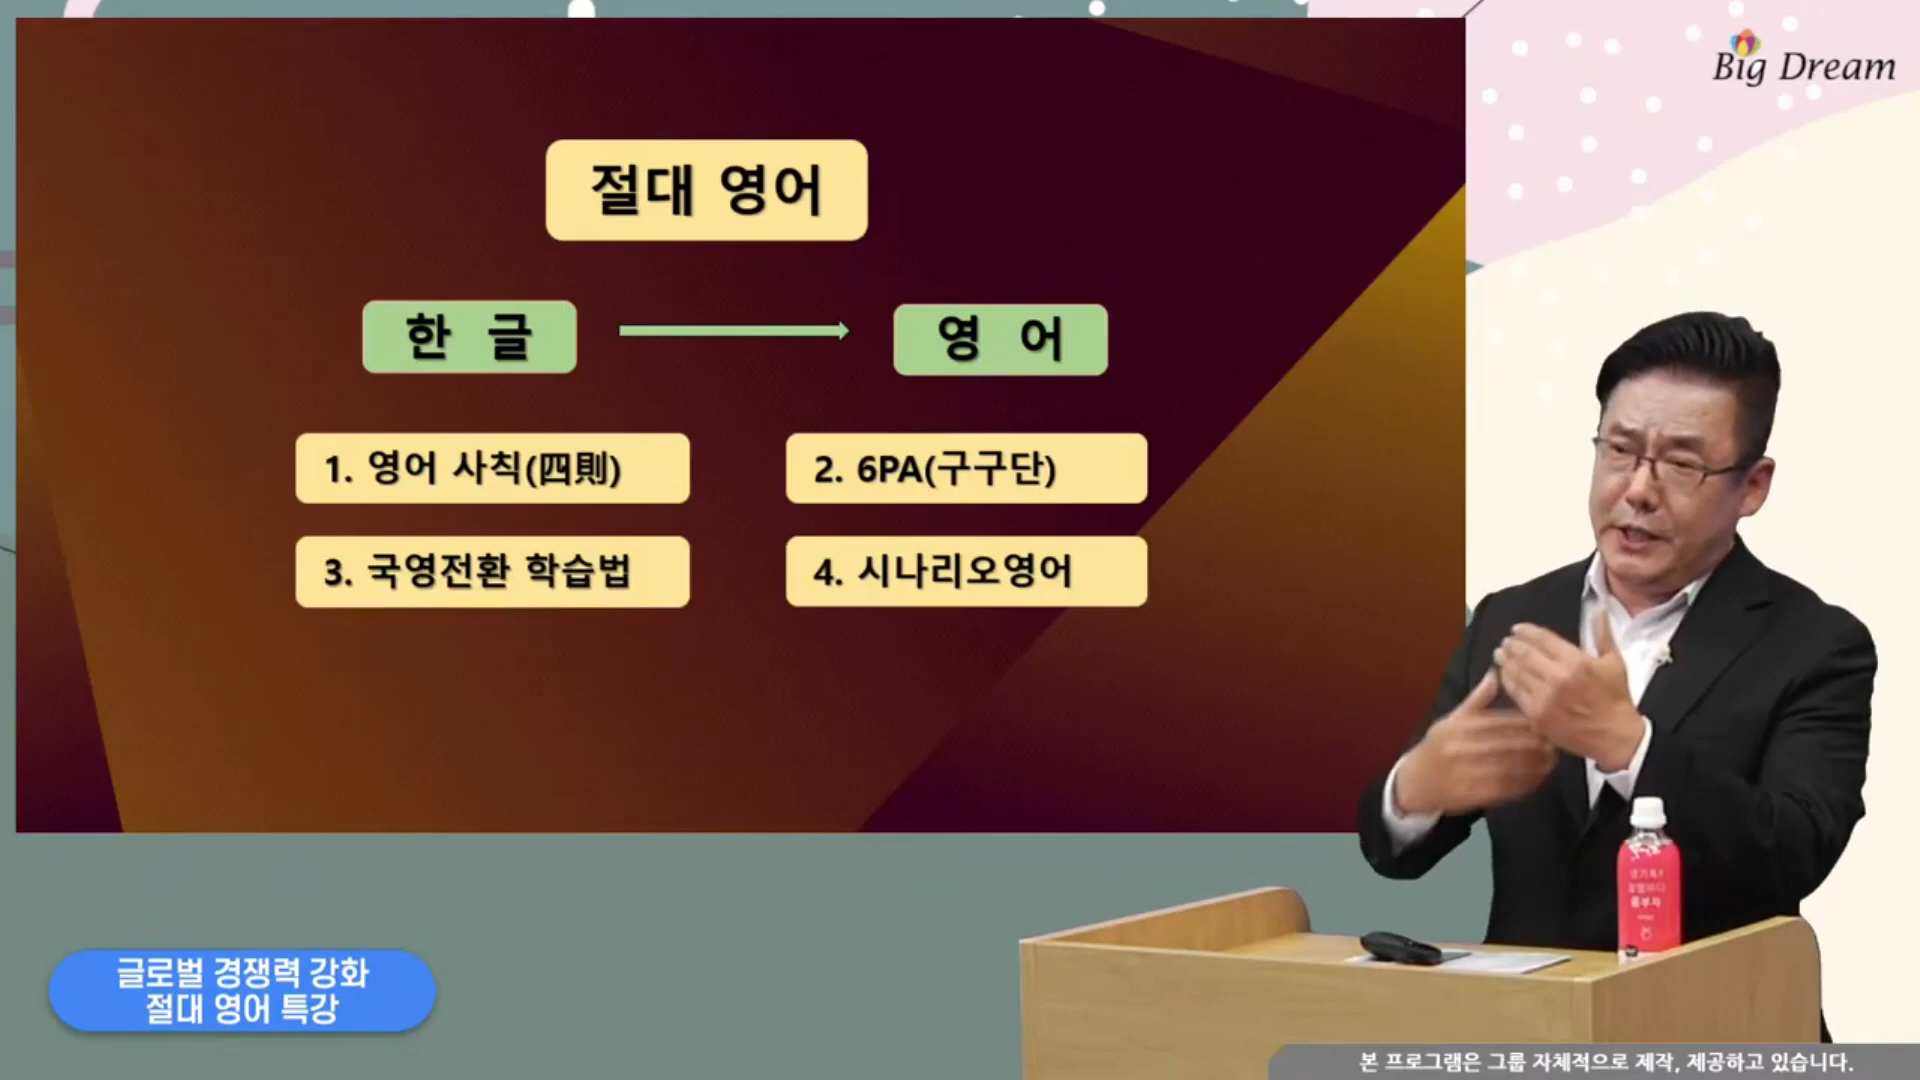 Big Dream
절대 영어
한 글
영 어
1. 영어 사칙(四則)
2. 6PA(구구단)
3. 국영전환 학습법
4. 시나리오영어
글로벌 경쟁력 강화
절대 영어 특강
본 프로그램은 그룹 자체적으로 제작, 제공하고 있습니다.